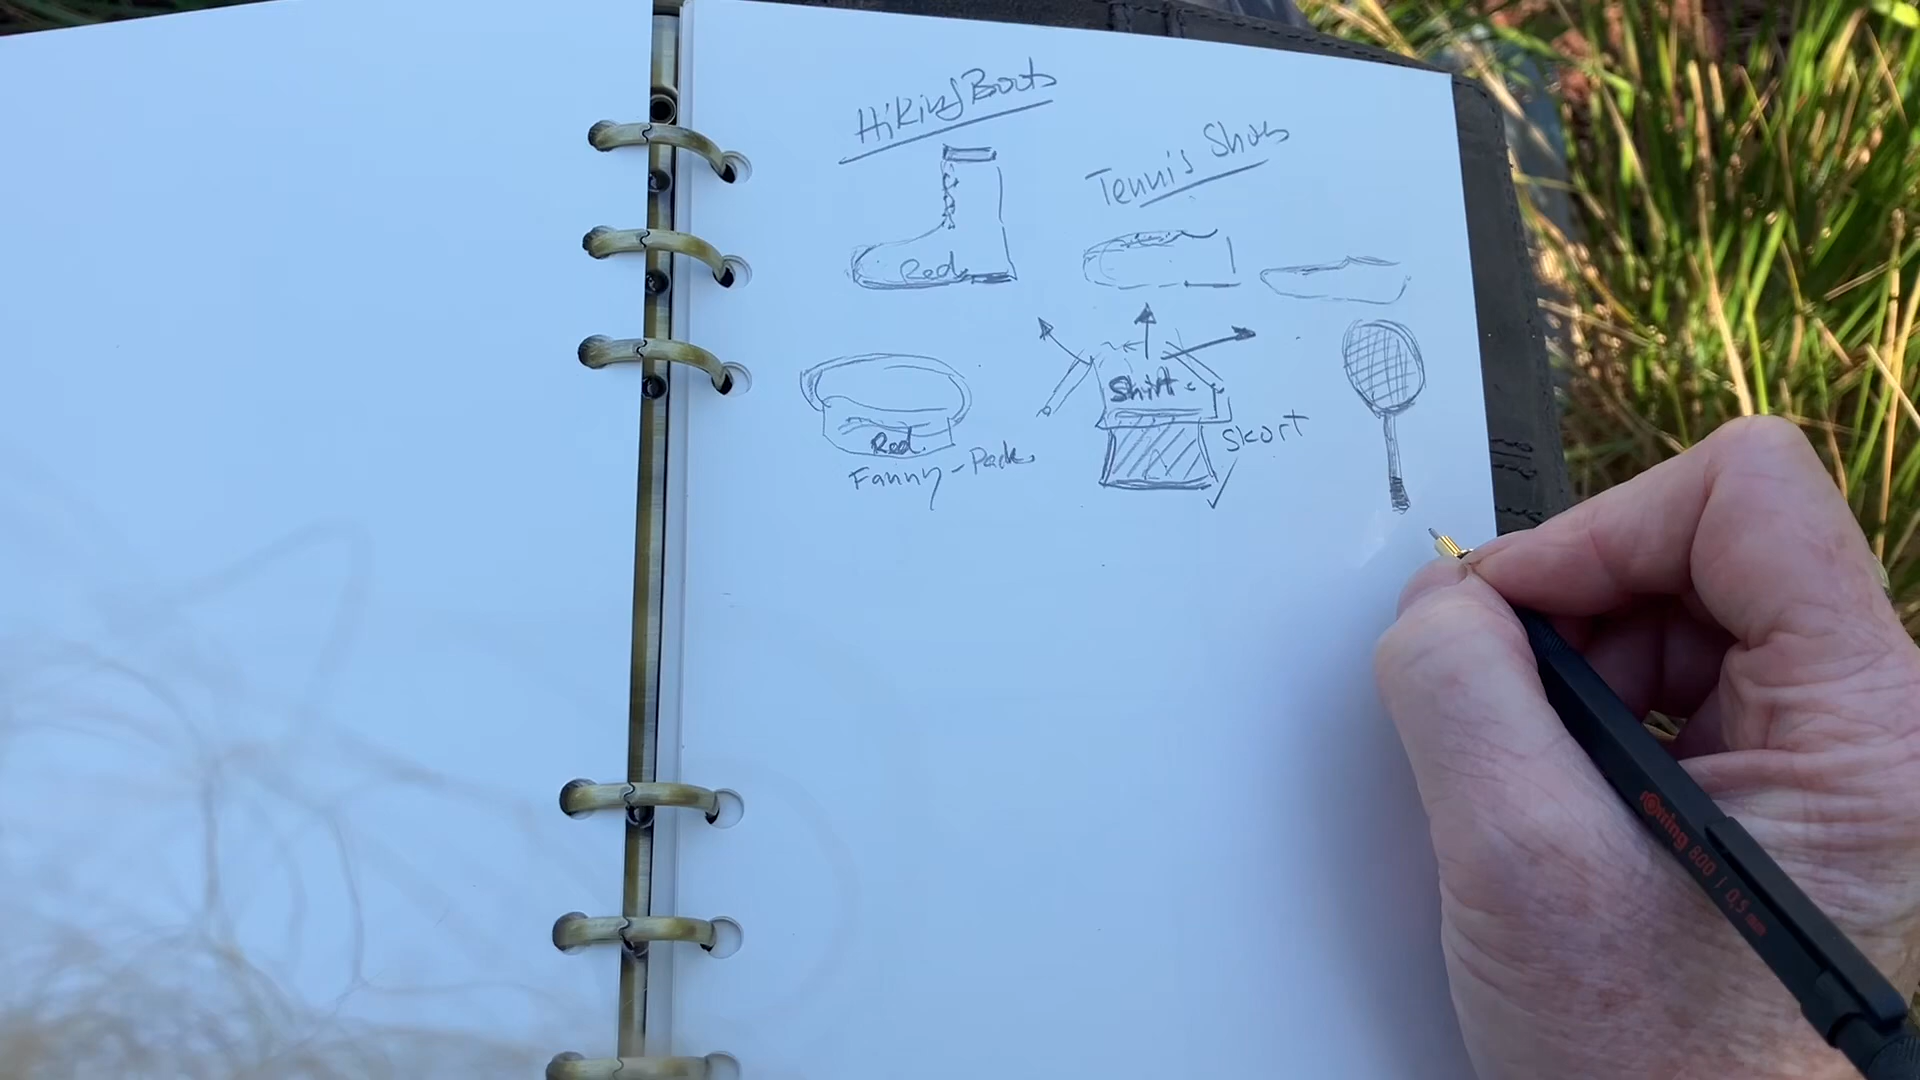 Hiking Boots
Tennis Shoes
Red
Shirt
Red
Skort
Fanny-Pack
rotring 800 | 0,5 mm